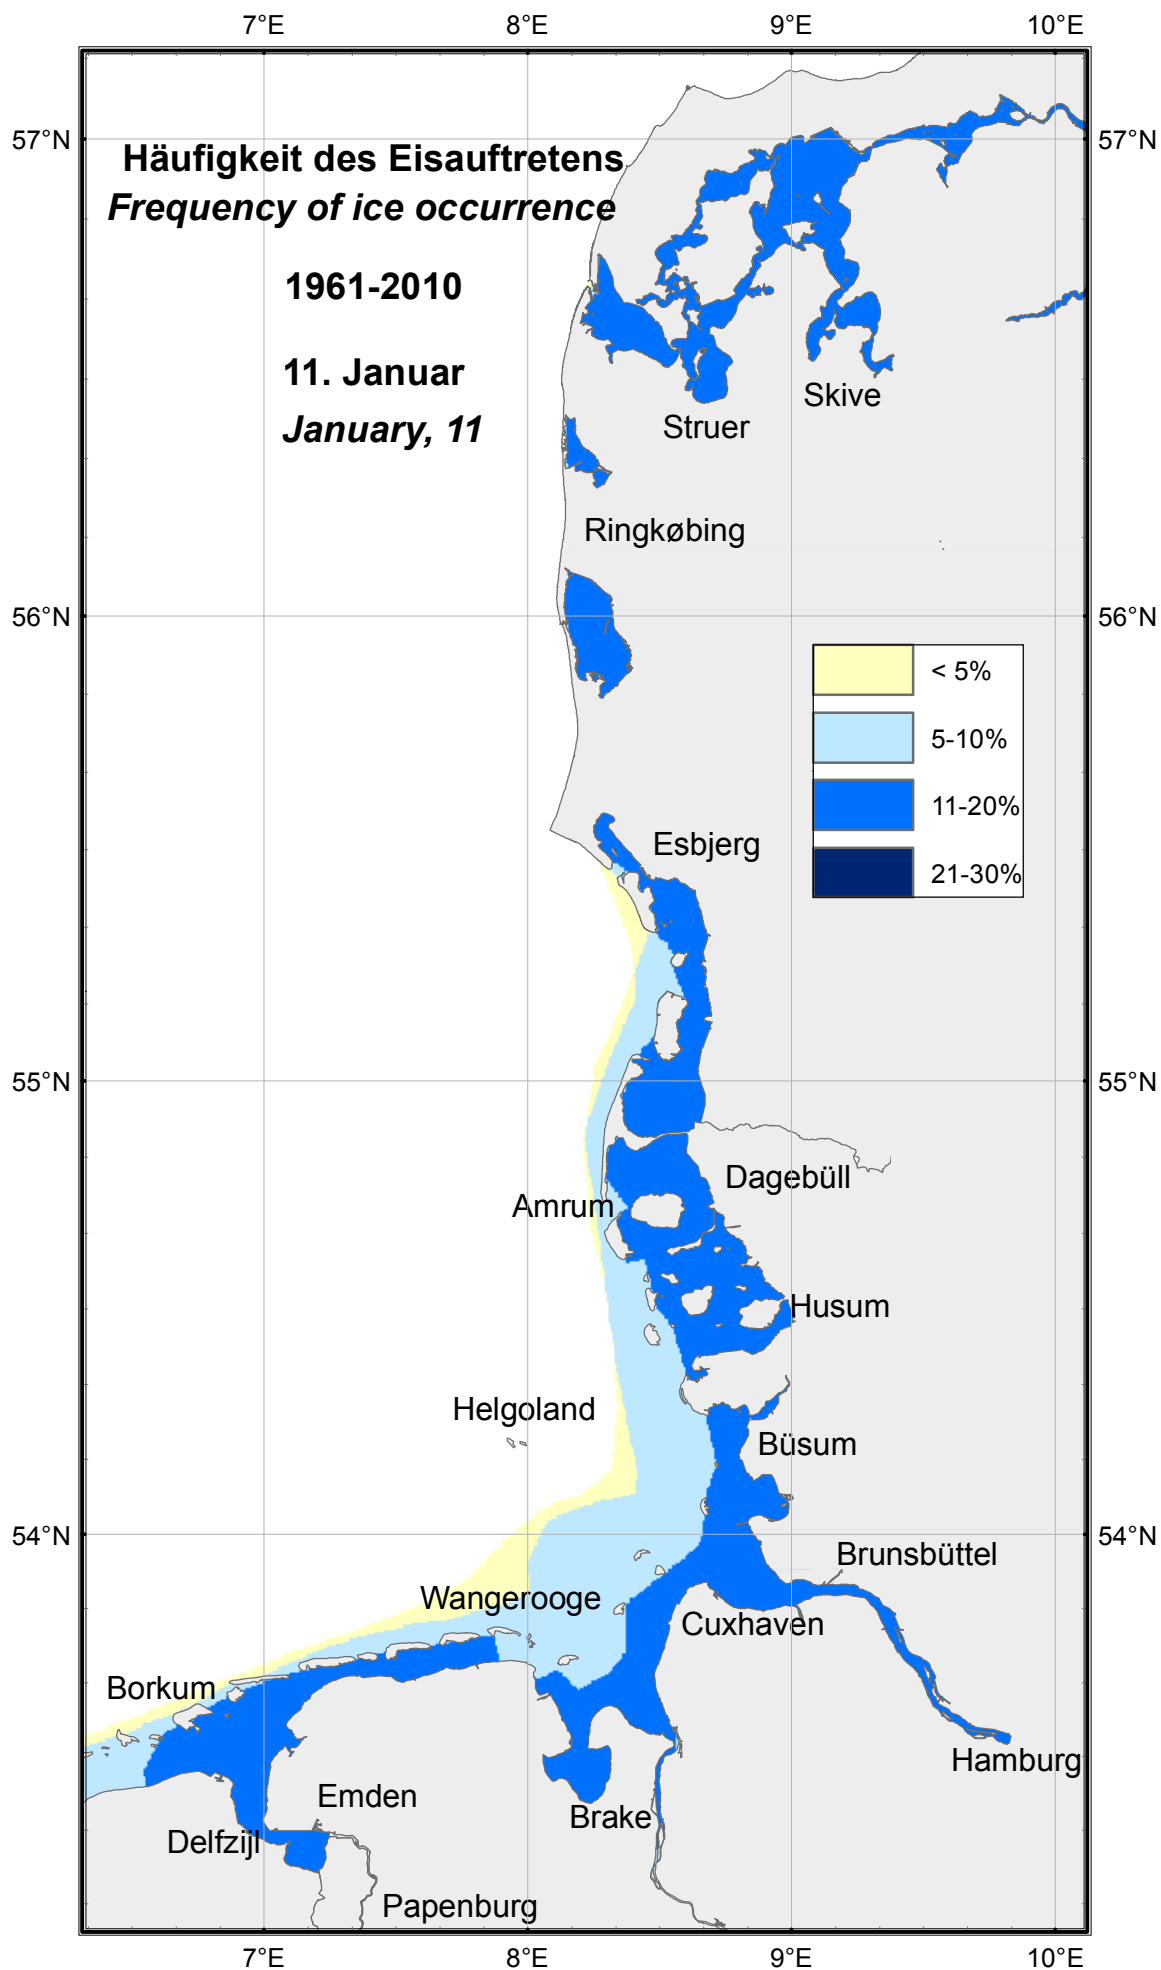 7°E 8°E 9°E 10°E
57°N 57°N
Häufigkeit des Eisauftretens
Frequency of ice occurrence
1961-2010
11. Januar
January, 11
Skive
Struer
Ringkøbing
56°N 56°N
< 5%
5-10%
11-20%
21-30%
Esbjerg
55°N 55°N
Dagebüll
Amrum
Husum
Helgoland
Büsum
54°N 54°N
Brunsbüttel
Wangerooge
Cuxhaven
Borkum
Hamburg
Emden
Brake
Delfzijl
Papenburg
7°E 8°E 9°E 10°E